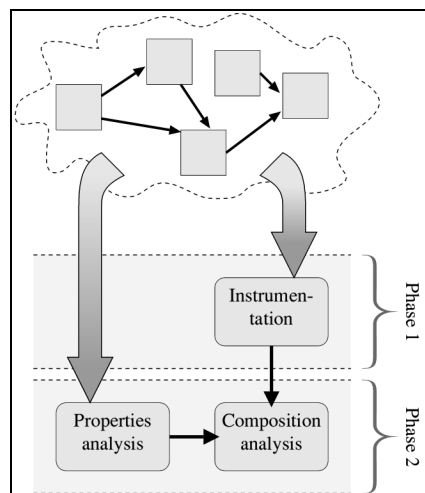 Instrumen-
tation
Phase 1
Properties
analysis
Composition
analysis
Phase 2